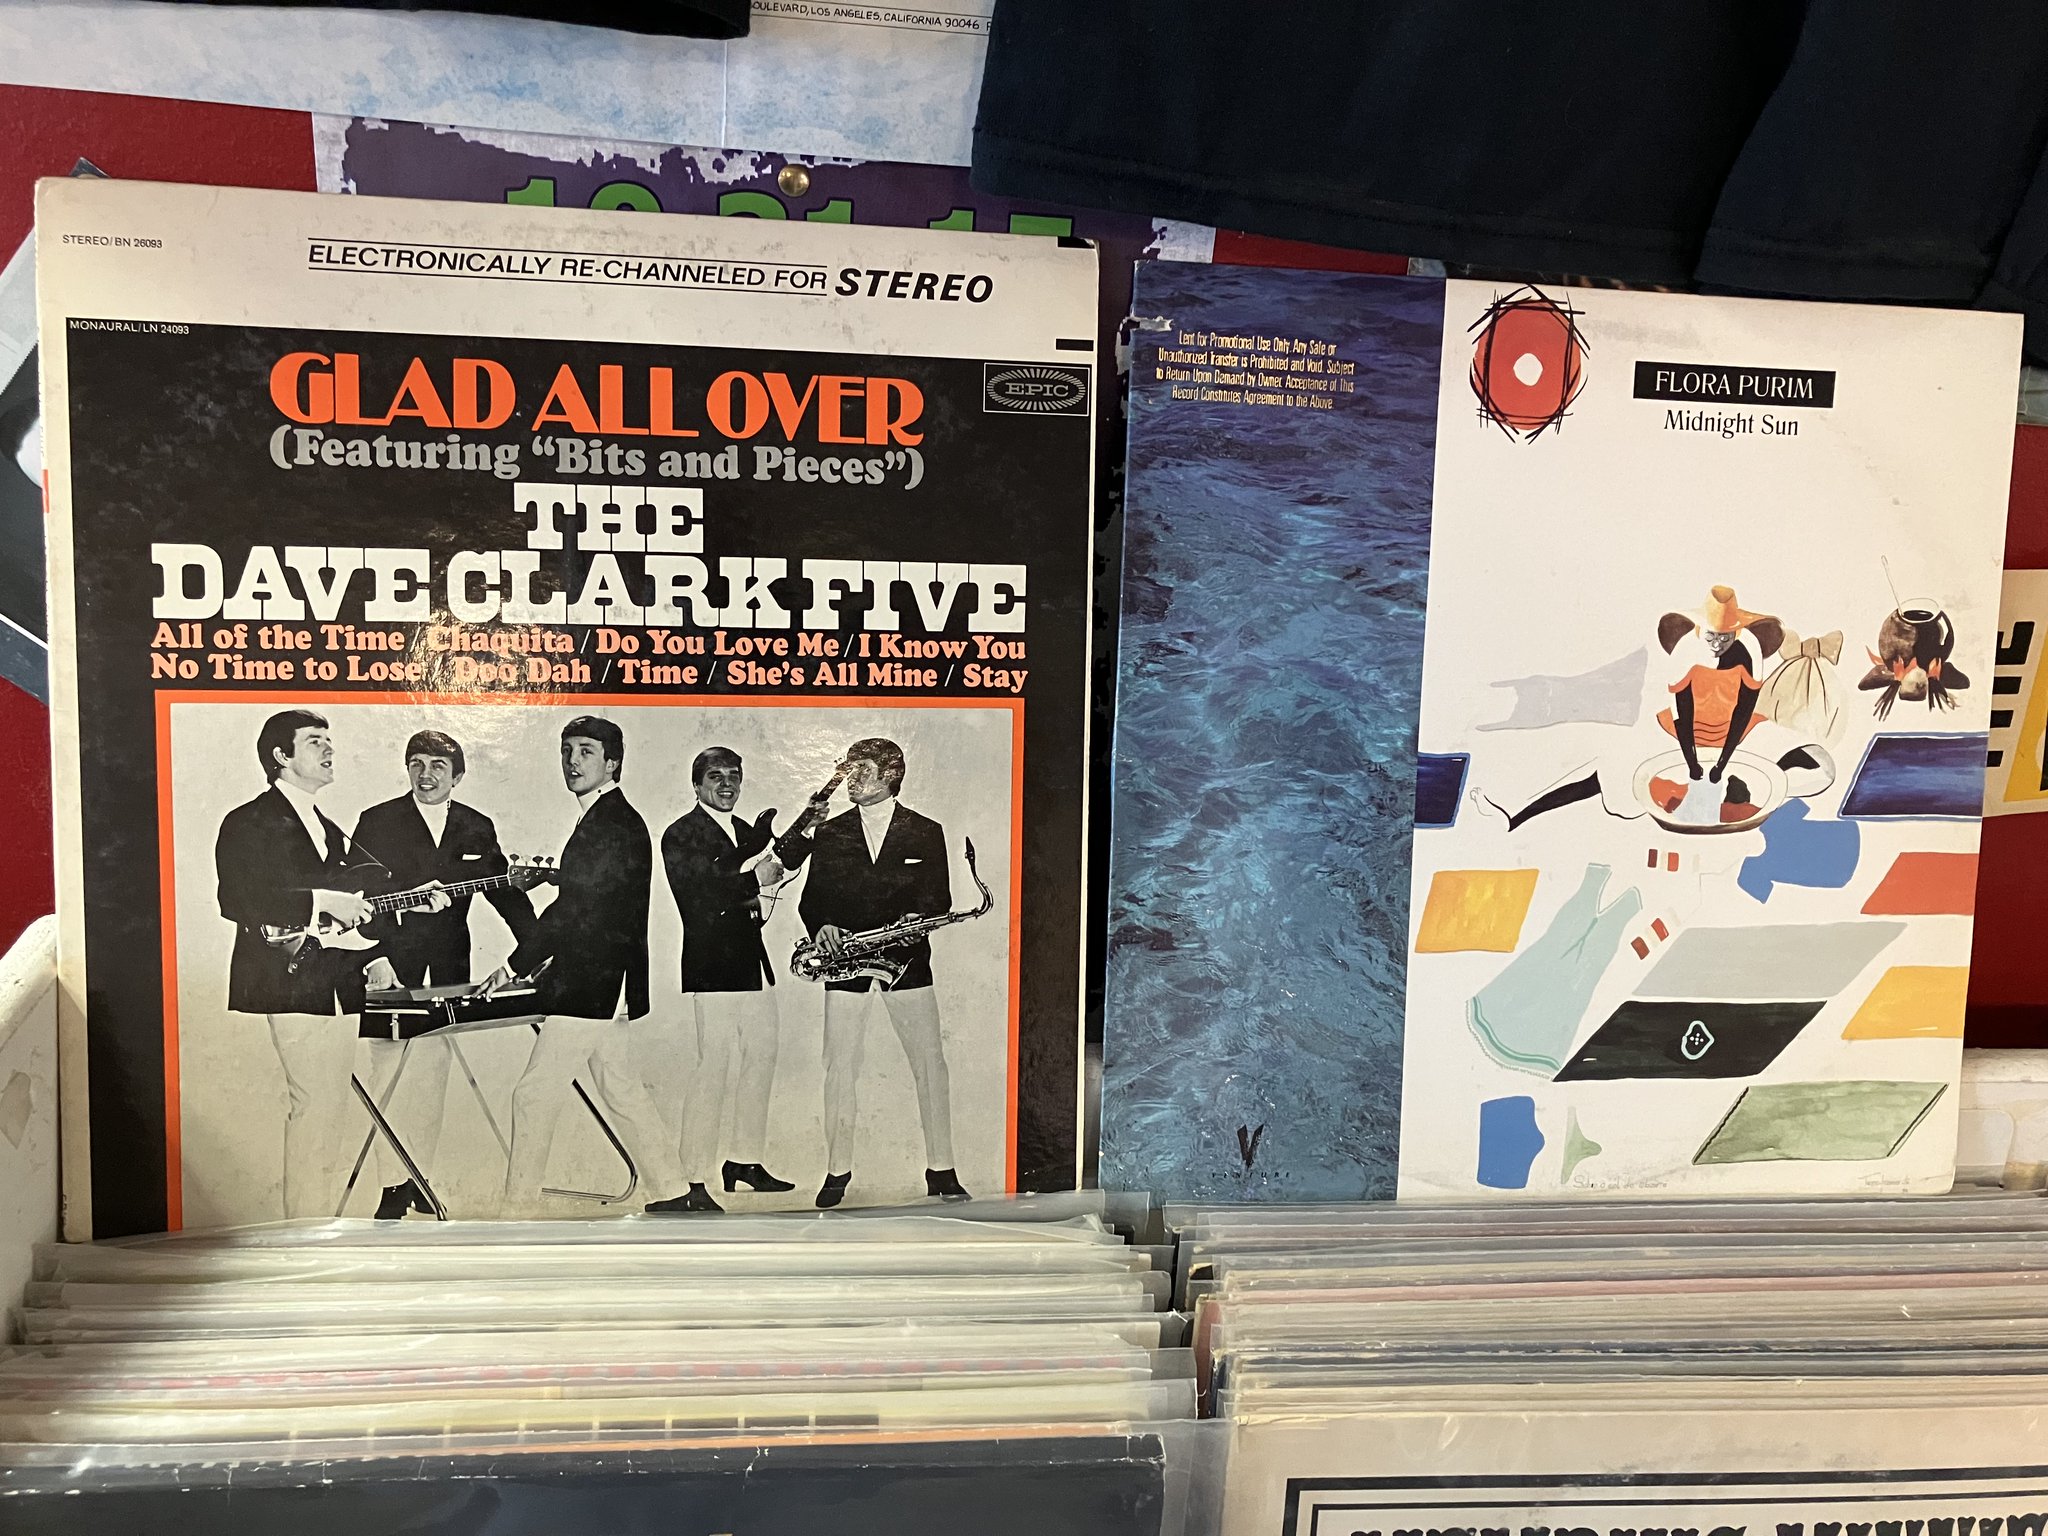 OULEVARD, LOS ANGELES, CALIFORNIA 90046
STEREO/BN 26093
ELECTRONICALLY RE-CHANNELED FOR STEREO
MONAURAL/LN 24093
GLAD ALL OVER
EPIC
(Featuring "Bits and Pieces")
THE
DAVE CLARK FIVE
All of the Time / Chaquita / Do You Love Me / I Know You
No Time to Lose / Doo Dah / Time / She's All Mine / Stay
Lent for Promotional Use Only. Any Sale or
Unauthorized Transfer is Prohibited and Void. Subject
to Return Upon Demand by Owner. Acceptance of This
Record Constitutes Agreement to the Above.
FLORA PURIM
Midnight Sun
V
VENTURE